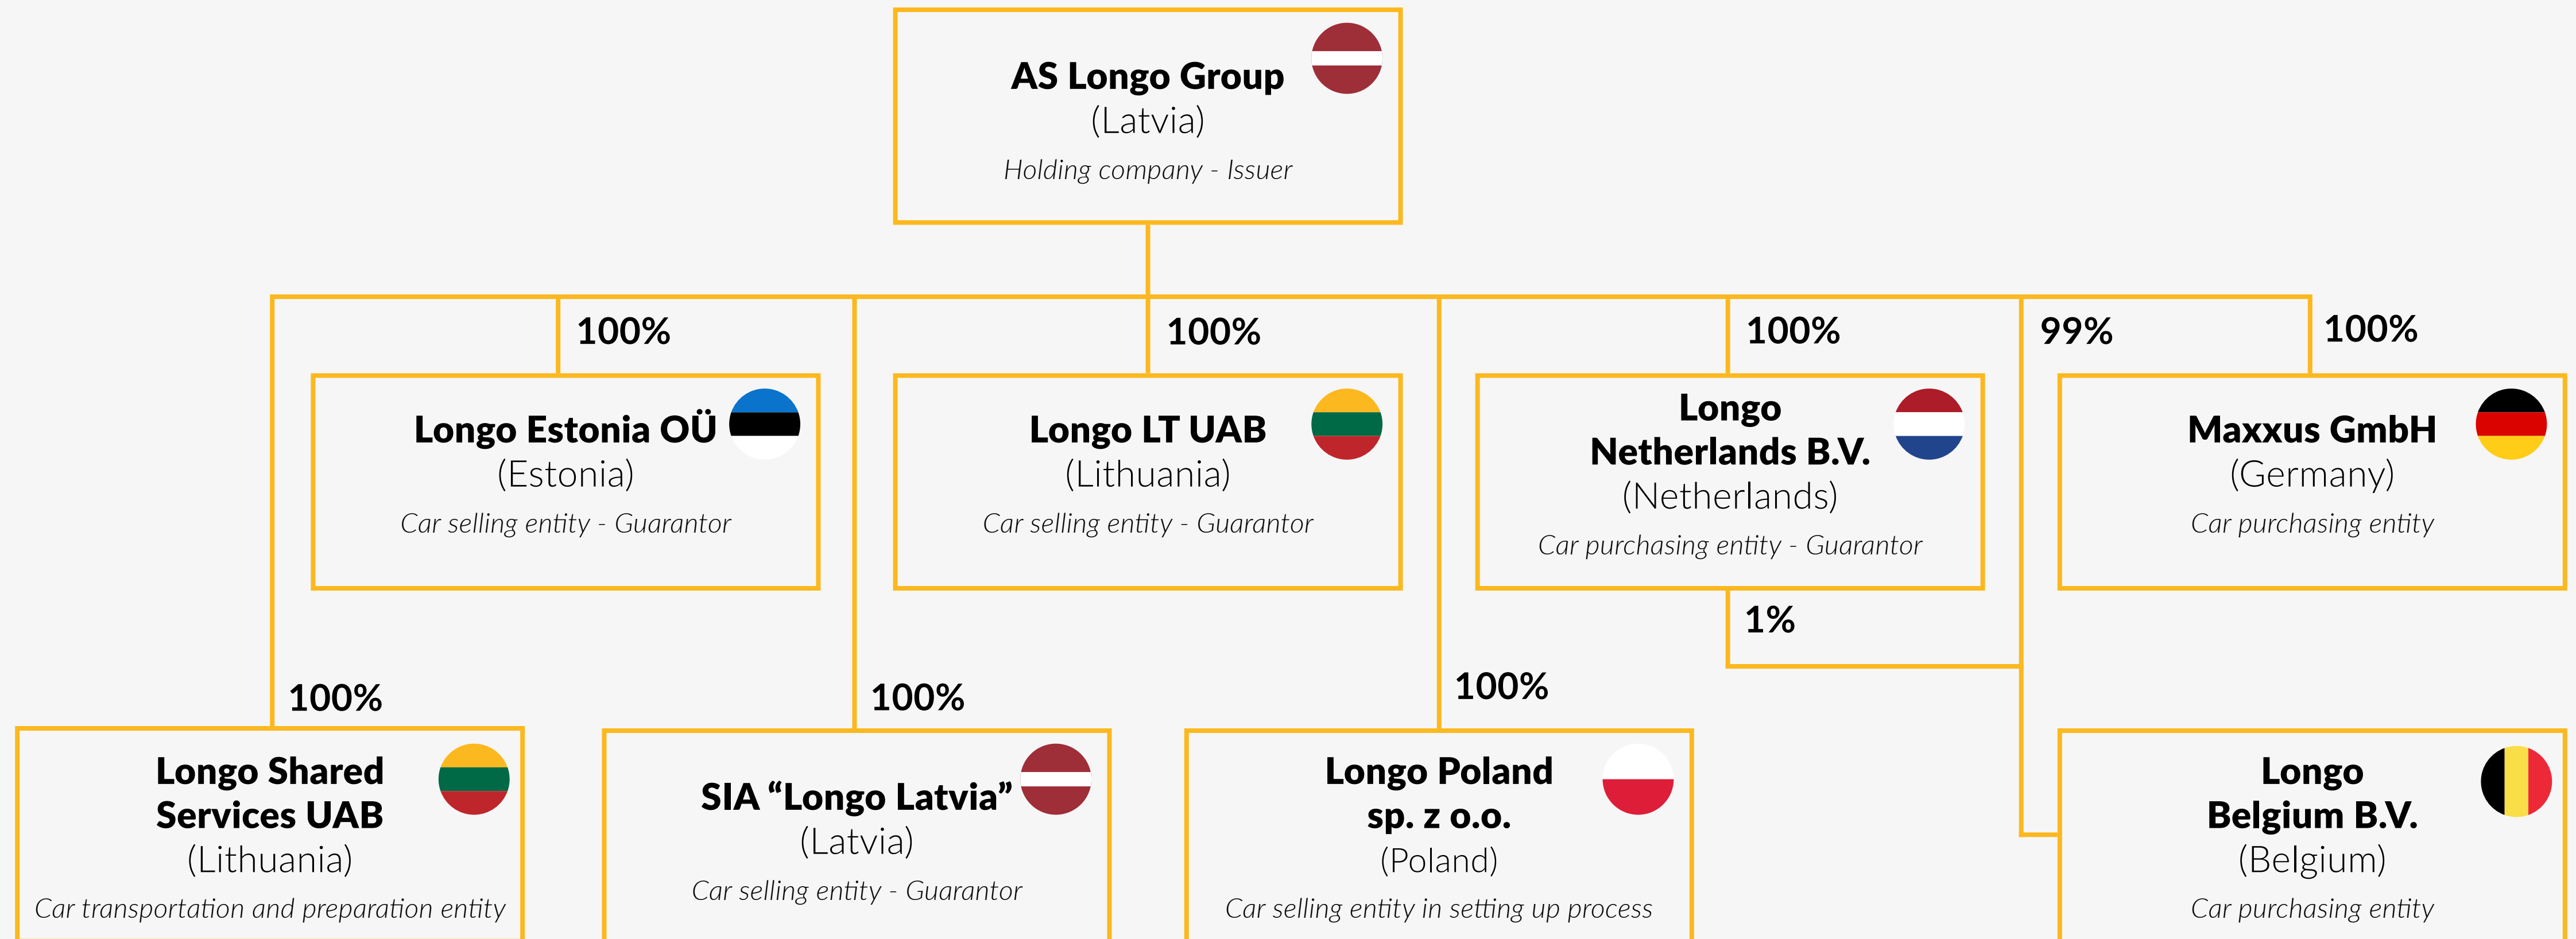 AS Longo Group
(Latvia)
Holding company - Issuer
100%
100%
100%
99%
100%
Longo Estonia OÜ
(Estonia)
Car selling entity - Guarantor
Longo LT UAB
(Lithuania)
Car selling entity - Guarantor
Longo
Netherlands B.V.
(Netherlands)
Car purchasing entity - Guarantor
Maxxus GmbH
(Germany)
Car purchasing entity
1%
100%
100%
100%
Longo Shared
Services UAB
(Lithuania)
Car transportation and preparation entity
SIA “Longo Latvia”
(Latvia)
Car selling entity - Guarantor
Longo Poland
sp. z o.o.
(Poland)
Car selling entity in setting up process
Longo
Belgium B.V.
(Belgium)
Car purchasing entity